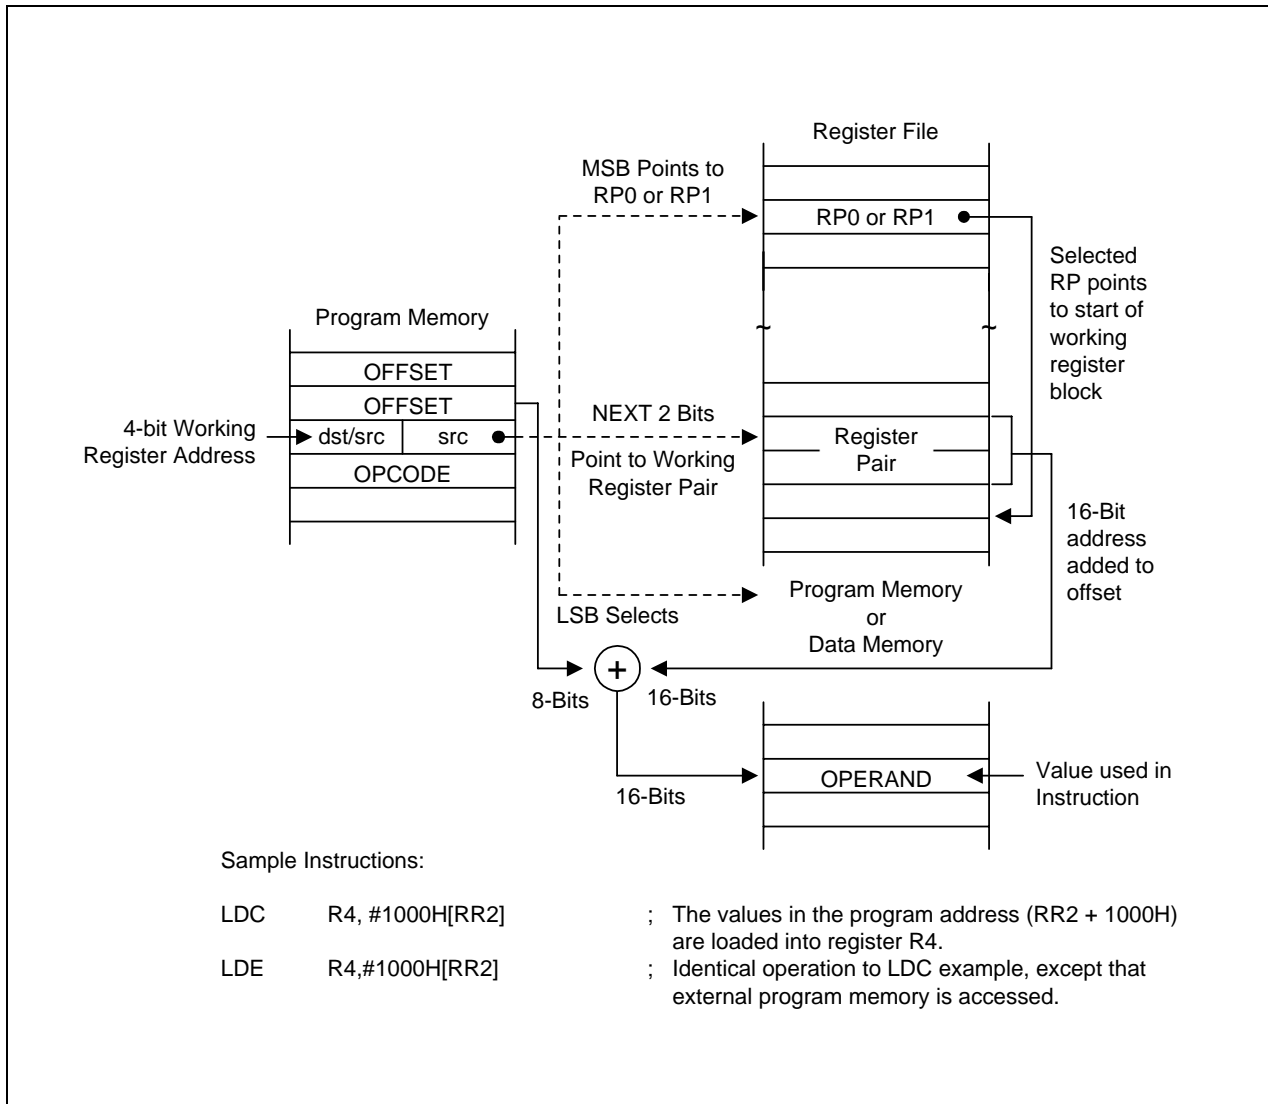 Register File
MSB Points to
RP0 or RP1
RP0 or RP1
Selected
RP points
to start of
working
register
block
Program Memory
OFFSET
OFFSET
4-bit Working
Register Address
dst/src
src
OPCODE
NEXT 2 Bits
Point to Working
Register Pair
Register
Pair
16-Bit
address
added to
offset
LSB Selects
Program Memory
or
Data Memory
+
8-Bits
16-Bits
16-Bits
OPERAND
Value used in
Instruction
Sample Instructions:
LDC R4, #1000H[RR2] ; The values in the program address (RR2 + 1000H)
are loaded into register R4.
LDE R4,#1000H[RR2] ; Identical operation to LDC example, except that
external program memory is accessed.